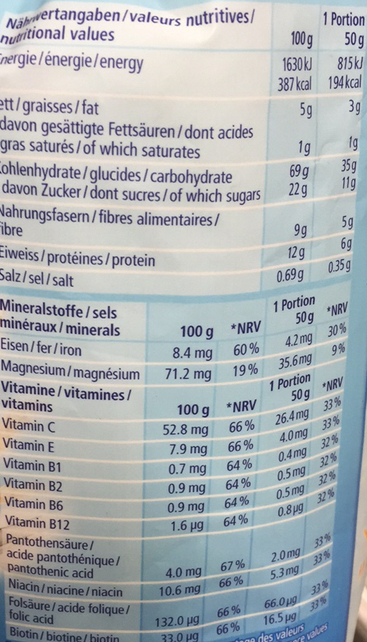 Nährwertangaben/valeurs nutritives/ 1 Portion
nutritional values 100 g 50 g
Energie/énergie/energy 1630 kJ 815 kJ
387 kcal 194 kcal
ett/graisses/fat 5 g 3 g
davon gesättigte Fettsäuren/dont acides
gras saturés/of which saturates 1 g 1g
Kohlenhydrate/glucides/carbohydrate 69 g 35 g
davon Zucker/dont sucres/of which sugars 22 g 11g
Nahrungsfasern/fibres alimentaires/
fibre 9 g 5 g
Eiweiss/protéines/protein 12 g 6 g
Salz/sel/salt 0.69 g 0.35 g
Mineralstoffe/sels 1 Portion
minéraux/minerals 100 g *NRV 50 g *NRV
Eisen/fer/iron 8.4 mg 60% 4.2 mg 30%
Magnesium/magnésium 71.2 mg 19% 35.6 mg 9%
Vitamine/vitamines/ 1 Portion
vitamins 100 g *NRV 50 g *NRV
Vitamin C 52.8 mg 66% 26.4 mg 33%
Vitamin E 7.9 mg 66% 4.0 mg 33%
Vitamin B1 0.7 mg 64% 0.4 mg 32%
Vitamin B2 0.9 mg 64% 0.5 mg 32%
Vitamin B6 0.9 mg 64% 0.5 mg 32%
Vitamin B12 1.6 µg 64% 0.8 µg 32%
Pantothensäure/
acide pantothénique/
pantothenic acid 4.0 mg 67% 2.0 mg 33%
Niacin/niacine/niacin 10.6 mg 66% 5.3 mg 33%
Folsäure/acide folique/
folic acid 132.0 µg 66% 66.0 µg 33%
Biotin/biotine/biotin 33.0 µg 66% 16.5 µg 33%
des valeurs
values